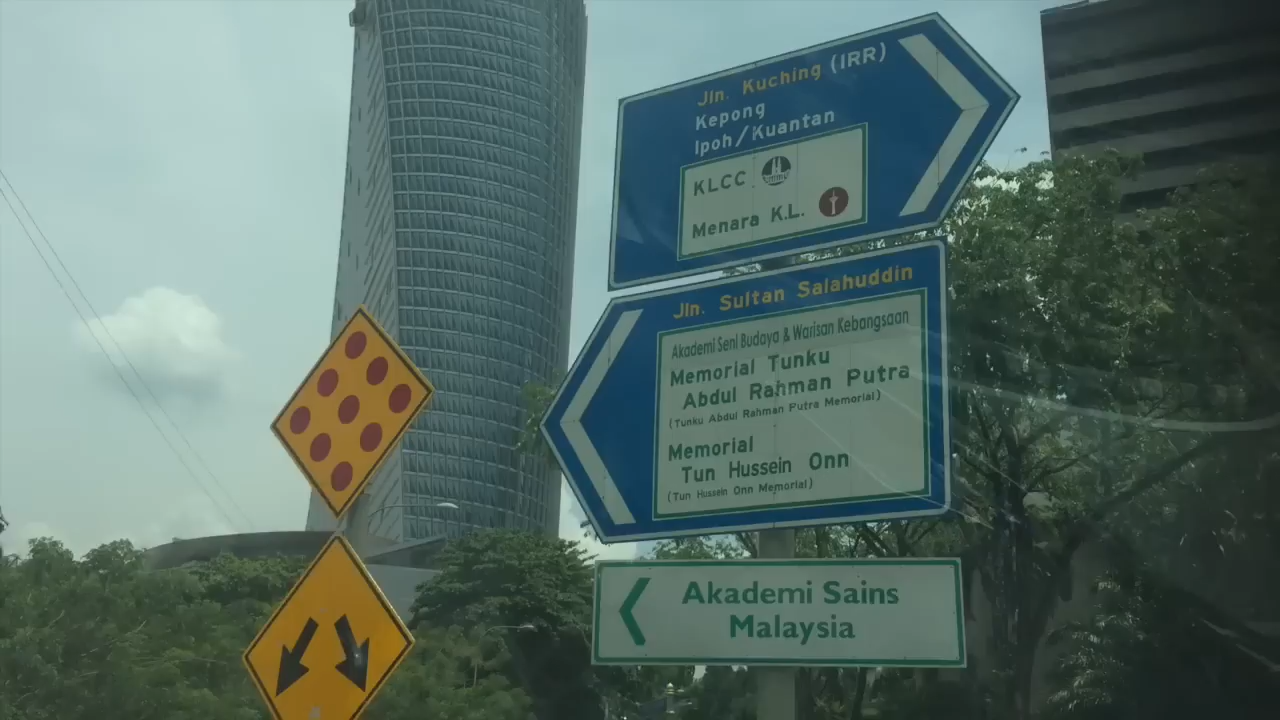 Jln. Kuching (IRR)
Kepong
Ipoh/Kuantan
KLCC
Menara K.L.
Jln. Sultan Salahuddin
Akademi Seni Budaya & Warisan Kebangsaan
Memorial Tunku
Abdul Rahman Putra
(Tunku Abdul Rahman Putra Memorial)
Memorial
Tun Hussein Onn
(Tun Hussein Onn Memorial)
Akademi Sains
Malaysia